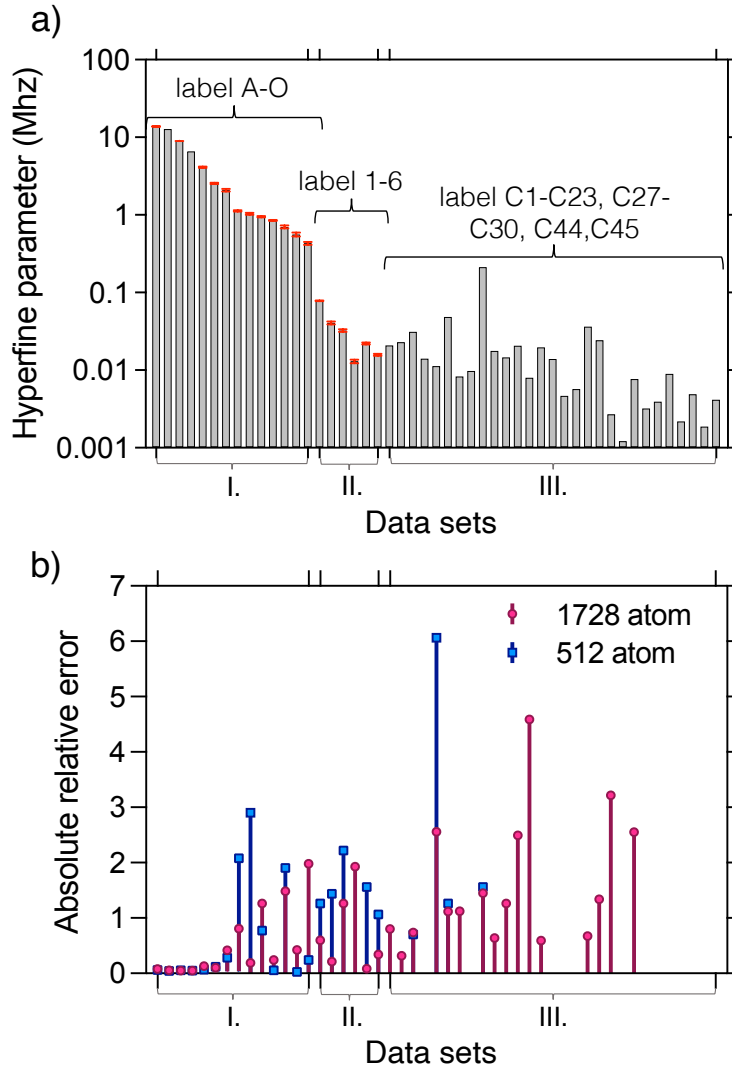 a)
Hyperfine parameter (Mhz)
100
10
1
0.1
0.01
0.001
label A-O
label 1-6
label C1-C23, C27-
C30, C44,C45
I.
II.
III.
Data sets
b)
Absolute relative error
7
6
5
4
3
2
1
0
1728 atom
512 atom
I.
II.
III.
Data sets